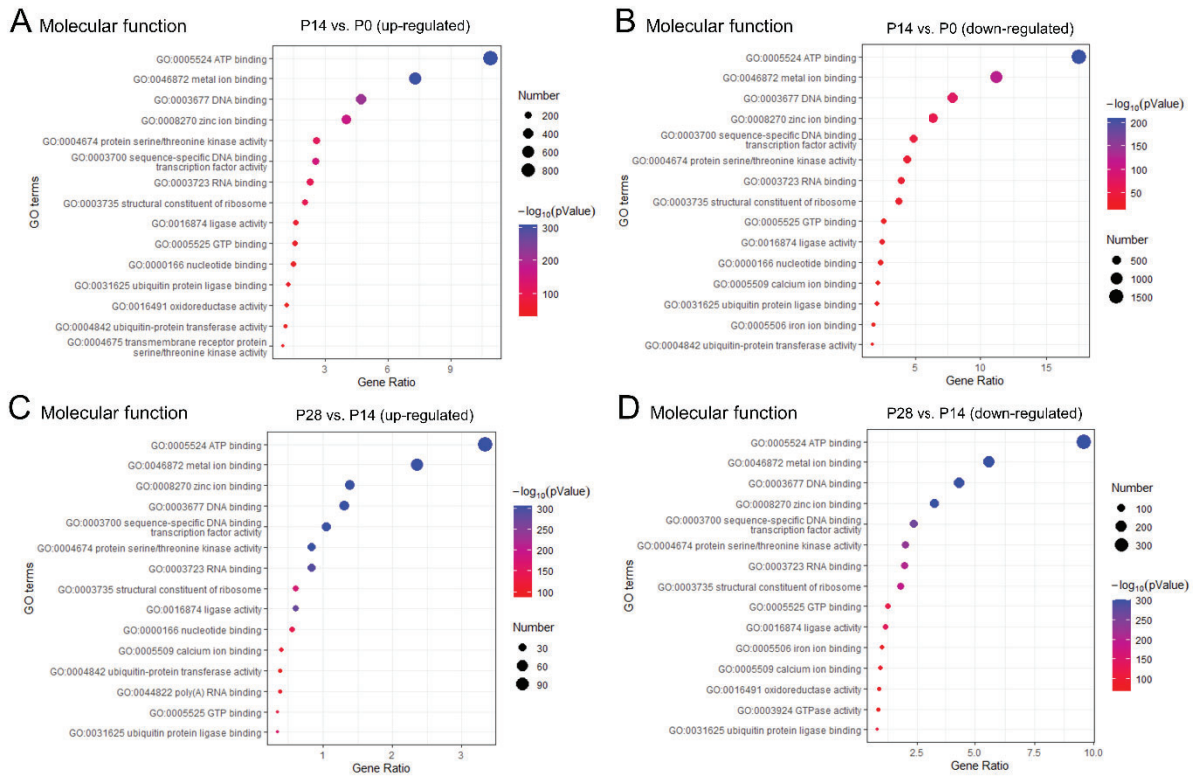 A Molecular function
P14 vs. P0 (up-regulated)
GO terms
GO:0005524 ATP binding
GO:0046872 metal ion binding
GO:0003677 DNA binding
GO:0008270 zinc ion binding
GO:0004674 protein serine/threonine kinase activity
GO:0003700 sequence-specific DNA binding
transcription factor activity
GO:0003723 RNA binding
GO:0003735 structural constituent of ribosome
GO:0016874 ligase activity
GO:0005525 GTP binding
GO:0000166 nucleotide binding
GO:0031625 ubiquitin protein ligase binding
GO:0016491 oxidoreductase activity
GO:0004842 ubiquitin-protein transferase activity
GO:0004675 transmembrane receptor protein
serine/threonine kinase activity
3 6 9
Gene Ratio
Number
200
400
600
800
−log10(pValue)
300
200
100
B Molecular function
P14 vs. P0 (down-regulated)
GO terms
GO:0005524 ATP binding
GO:0046872 metal ion binding
GO:0003677 DNA binding
GO:0008270 zinc ion binding
GO:0003700 sequence-specific DNA binding
transcription factor activity
GO:0004674 protein serine/threonine kinase activity
GO:0003723 RNA binding
GO:0003735 structural constituent of ribosome
GO:0005525 GTP binding
GO:0016874 ligase activity
GO:0000166 nucleotide binding
GO:0005509 calcium ion binding
GO:0031625 ubiquitin protein ligase binding
GO:0005506 iron ion binding
GO:0004842 ubiquitin-protein transferase activity
5 10 15
Gene Ratio
−log10(pValue)
200
150
100
50
Number
500
1000
1500
C Molecular function
P28 vs. P14 (up-regulated)
GO terms
GO:0005524 ATP binding
GO:0046872 metal ion binding
GO:0008270 zinc ion binding
GO:0003677 DNA binding
GO:0003700 sequence-specific DNA binding
transcription factor activity
GO:0004674 protein serine/threonine kinase activity
GO:0003723 RNA binding
GO:0003735 structural constituent of ribosome
GO:0016874 ligase activity
GO:0000166 nucleotide binding
GO:0005509 calcium ion binding
GO:0004842 ubiquitin-protein transferase activity
GO:0044822 poly(A) RNA binding
GO:0005525 GTP binding
GO:0031625 ubiquitin protein ligase binding
1 2 3
Gene Ratio
−log10(pValue)
300
250
200
150
100
Number
30
60
90
D Molecular function
P28 vs. P14 (down-regulated)
GO terms
GO:0005524 ATP binding
GO:0046872 metal ion binding
GO:0003677 DNA binding
GO:0008270 zinc ion binding
GO:0003700 sequence-specific DNA binding
transcription factor activity
GO:0004674 protein serine/threonine kinase activity
GO:0003723 RNA binding
GO:0003735 structural constituent of ribosome
GO:0005525 GTP binding
GO:0016874 ligase activity
GO:0005506 iron ion binding
GO:0005509 calcium ion binding
GO:0016491 oxidoreductase activity
GO:0003924 GTPase activity
GO:0031625 ubiquitin protein ligase binding
2.5 5.0 7.5 10.0
Gene Ratio
Number
100
200
300
−log10(pValue)
300
250
200
150
100